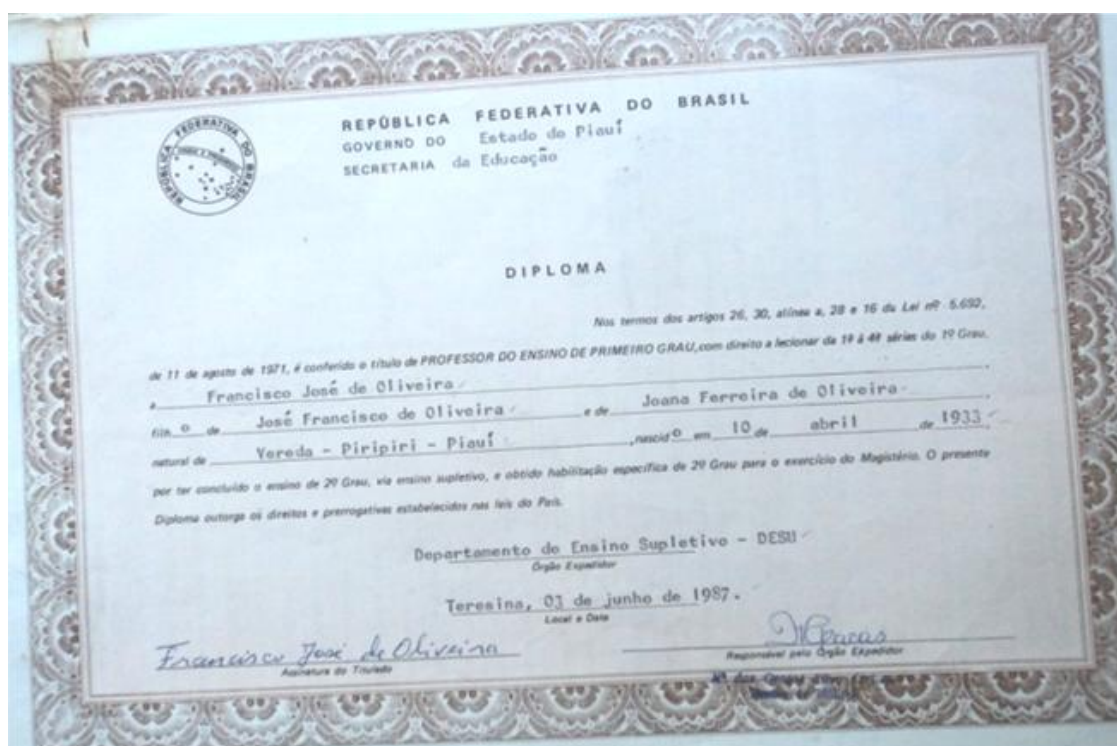 REPÚBLICA FEDERATIVA DO BRASIL
GOVERNO DO Estado do Piauí
SECRETARIA da Educação
REPÚBLICA FEDERATIVA DO BRASIL
DIPLOMA
Nos termos dos artigos 26, 30, alínea a, 28 e 16 da Lei nº 5.692,
de 11 de agosto de 1971, é conferido o título de PROFESSOR DO ENSINO DE PRIMEIRO GRAU, com direito a lecionar da 1ª à 4ª séries do 1º Grau,
a Francisco José de Oliveira
filh o de José Francisco de Oliveira e de Joana Ferreira de Oliveira ,
natural de Vereda - Piripiri - Piauí , nascid o em 10 de abril de 1933 ,
por ter concluído o ensino de 2º Grau, via ensino supletivo, e obtido habilitação específica de 2º Grau para o exercício do Magistério. O presente
Diploma outorga os direitos e prerrogativas estabelecidas nas leis do País.
Departamento de Ensino Supletivo - DESU
Órgão Expedidor
Teresina, 03 de junho de 1987.
Local e Data
Francisco José de Oliveira
Assinatura do Titulado
Responsável pelo Órgão Expedidor